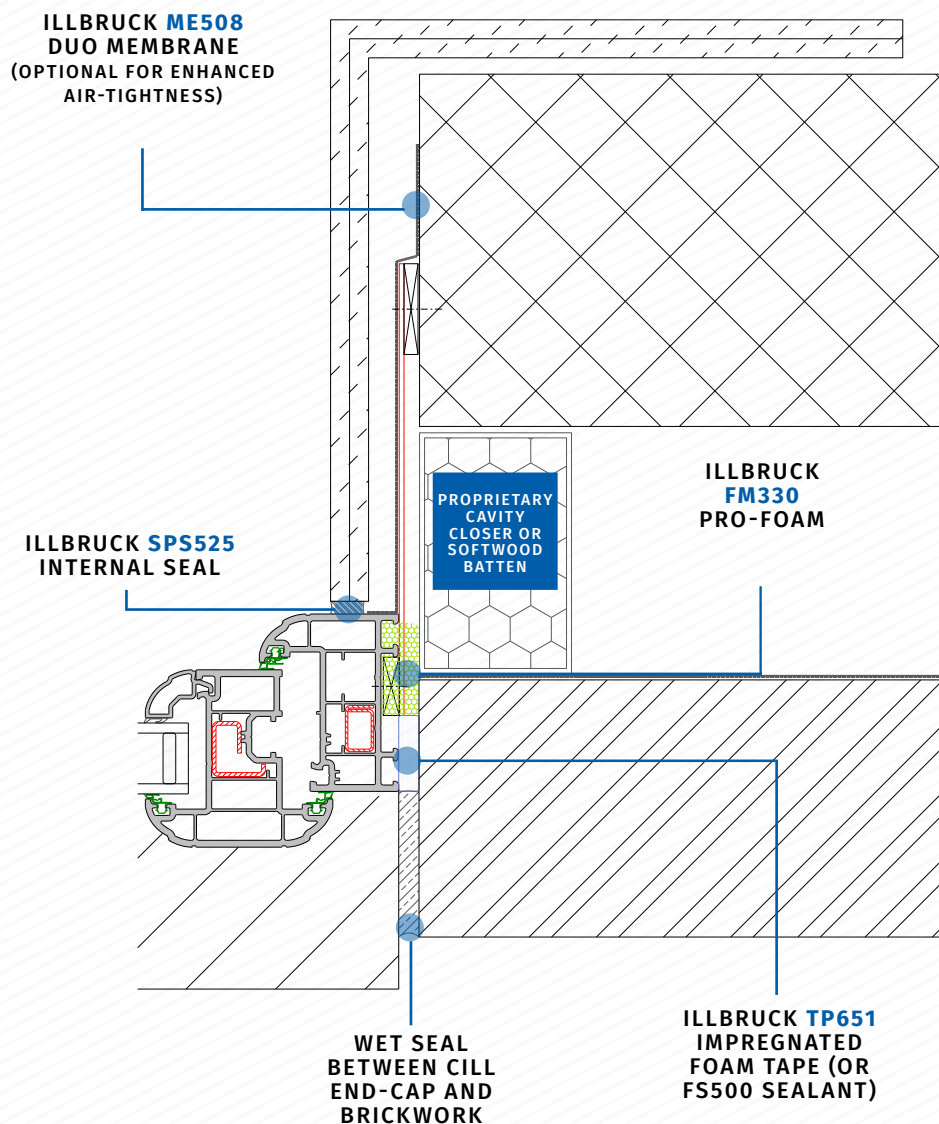 ILLBRUCK ME508
DUO MEMBRANE
(OPTIONAL FOR ENHANCED
AIR-TIGHTNESS)
PROPRIETARY
CAVITY
CLOSER OR
SOFTWOOD
BATTEN
ILLBRUCK
FM330
PRO-FOAM
ILLBRUCK SPS525
INTERNAL SEAL
WET SEAL
BETWEEN CILL
END-CAP AND
BRICKWORK
ILLBRUCK TP651
IMPREGNATED
FOAM TAPE (OR
FS500 SEALANT)